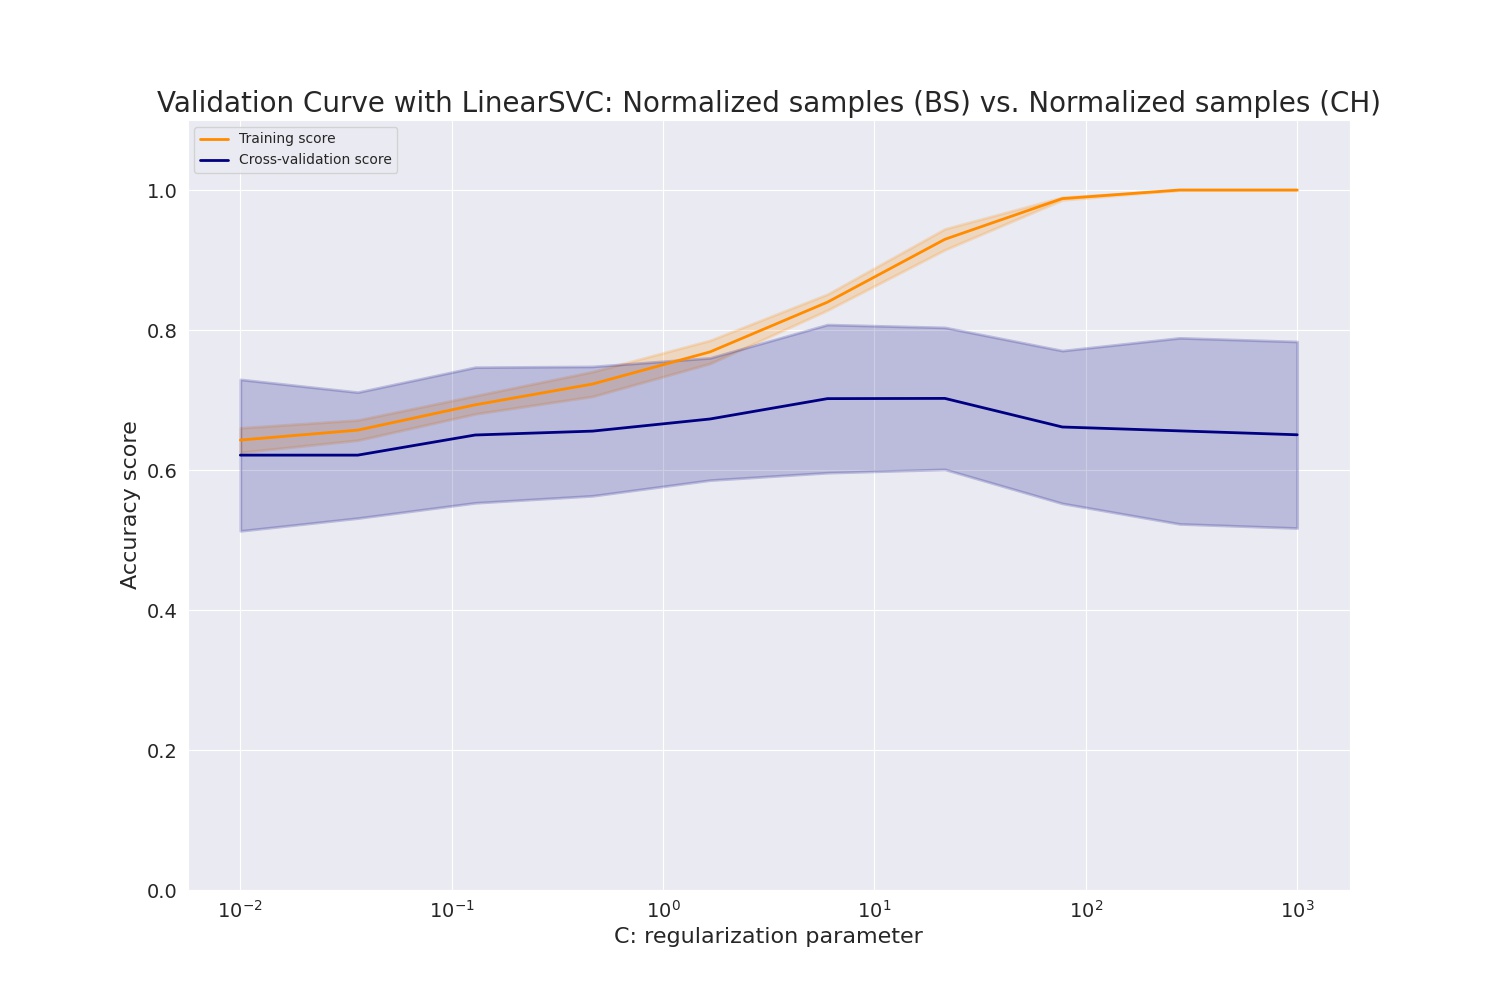 Validation Curve with LinearSVC: Normalized samples (BS) vs. Normalized samples (CH)
Training score
Cross-validation score
1.0
0.8
0.6
0.4
0.2
0.0
Accuracy score
10⁻² 10⁻¹ 10⁰ 10¹ 10² 10³
C: regularization parameter